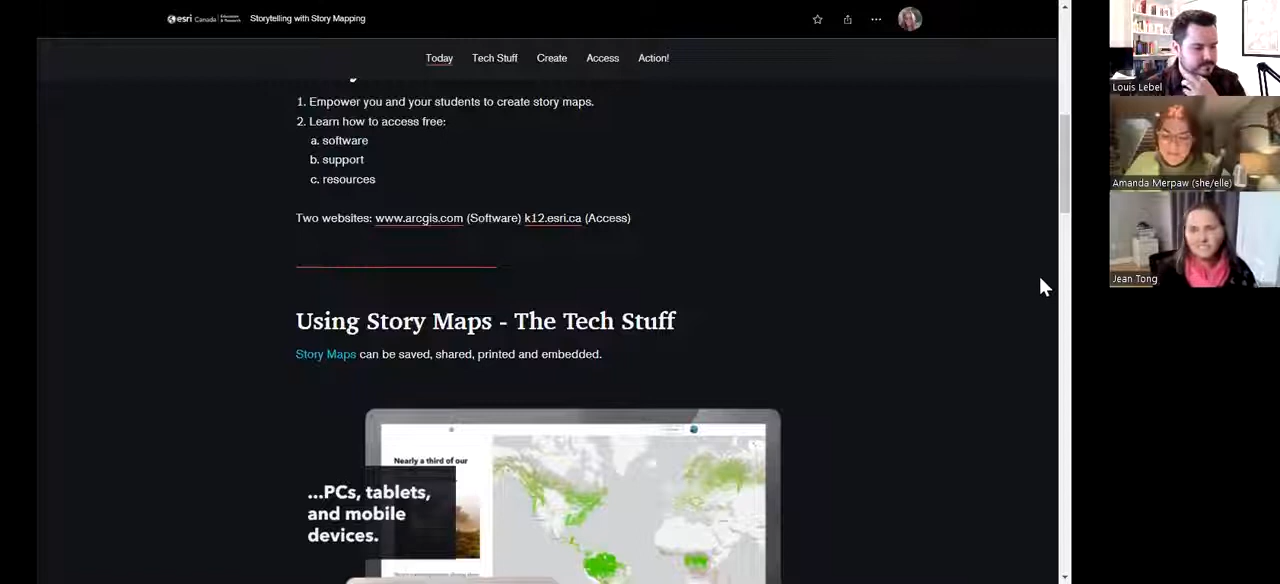 esri Canada Education & Research Storytelling with Story Mapping
Today Tech Stuff Create Access Action!
1. Empower you and your students to create story maps.
2. Learn how to access free:
a. software
b. support
c. resources
Two websites: www.arcgis.com (Software) k12.esri.ca (Access)
Using Story Maps - The Tech Stuff
Story Maps can be saved, shared, printed and embedded.
Nearly a third of our
...PCs, tablets,
and mobile
devices.
Louis Lebel
Amanda Merpaw (she/elle)
Jean Tong